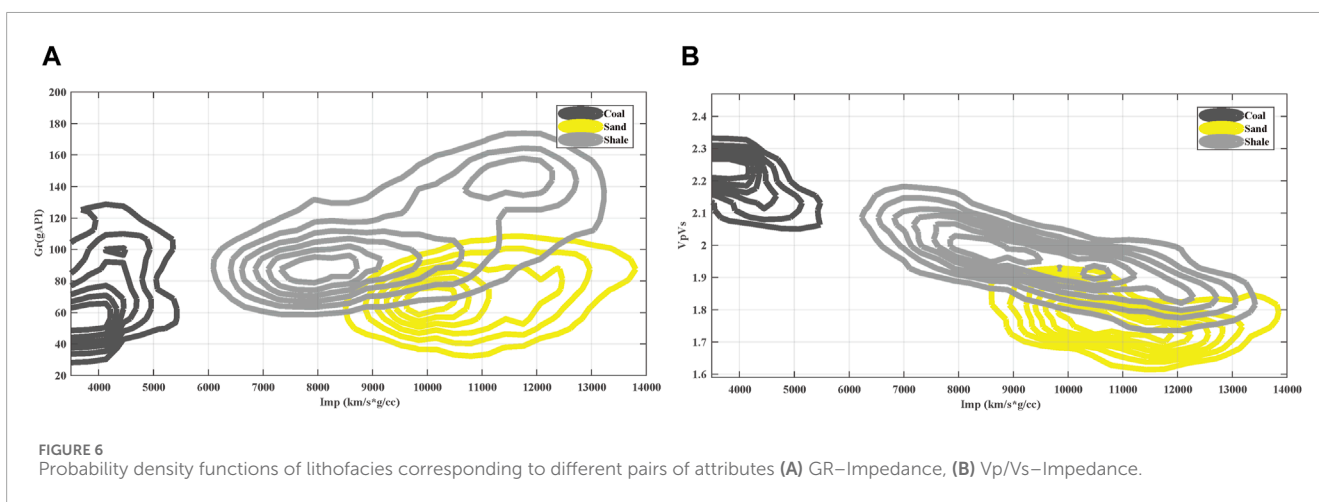 A
B
200
180
160
140
120
100
80
60
40
20
Gr(gAPI)
4000 5000 6000 7000 8000 9000 10000 11000 12000 13000 14000
Imp (km/s*g/cc)
Coal
Sand
Shale
2.4
2.3
2.2
2.1
2
1.9
1.8
1.7
1.6
VpVs
4000 5000 6000 7000 8000 9000 10000 11000 12000 13000 14000
Imp (km/s*g/cc)
Coal
Sand
Shale
FIGURE 6
Probability density functions of lithofacies corresponding to different pairs of attributes (A) GR–Impedance, (B) Vp/Vs–Impedance.